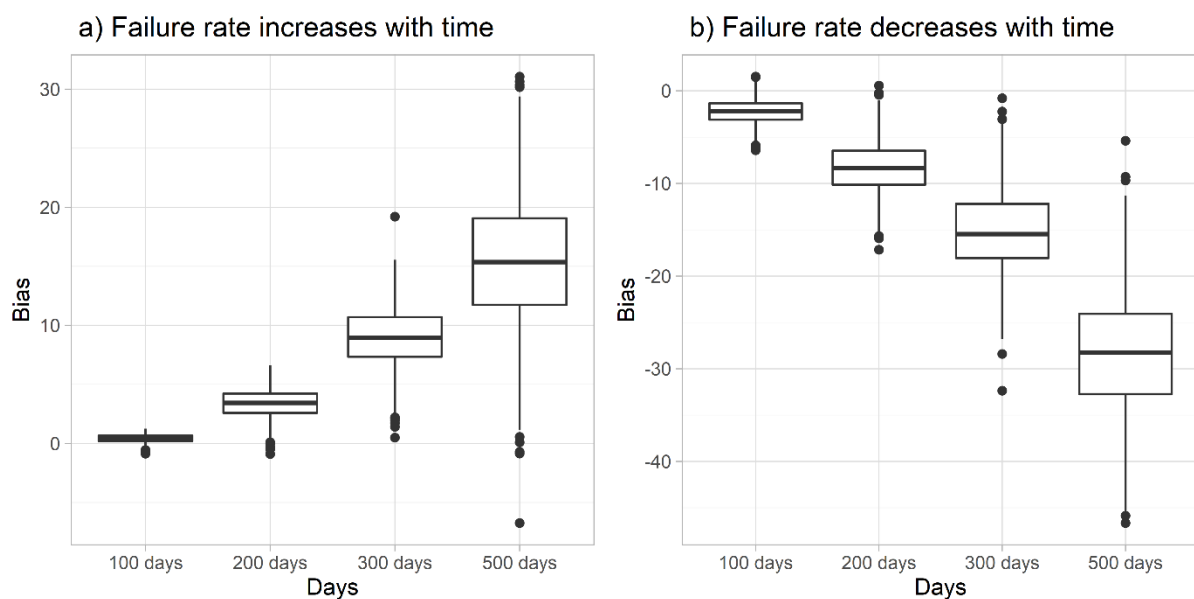 a) Failure rate increases with time
30
20
10
0
Bias
100 days
200 days
300 days
500 days
Days
b) Failure rate decreases with time
0
-10
-20
-30
-40
Bias
100 days
200 days
300 days
500 days
Days